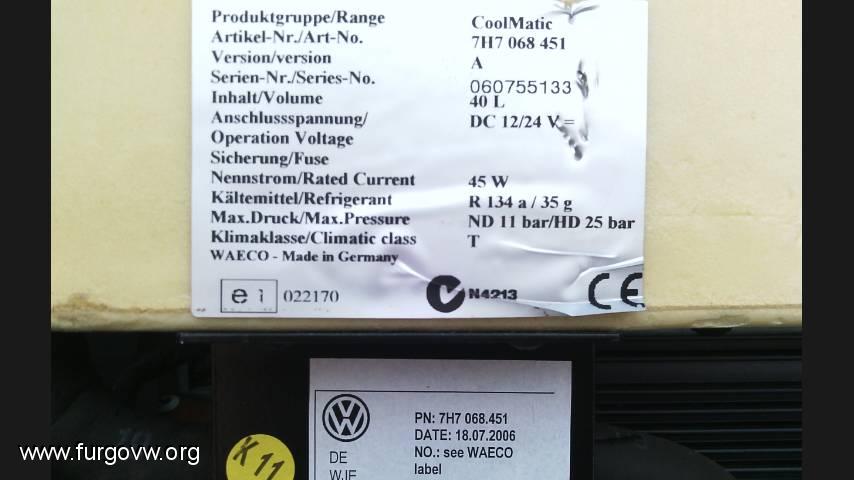 Produktgruppe/Range CoolMatic
Artikel-Nr./Art-No. 7H7 068 451
Version/version A
Serien-Nr./Series-No. 060755133
Inhalt/Volume 40 L
Anschlussspannung/ DC 12/24 V =
Operation Voltage
Sicherung/Fuse
Nennstrom/Rated Current 45 W
Kältemittel/Refrigerant R 134 a / 35 g
Max.Druck/Max.Pressure ND 11 bar/HD 25 bar
Klimaklasse/Climatic class T
WAECO - Made in Germany
e 1 022170 N4213 CE
PN: 7H7 068.451
DATE: 18.07.2006
DE NO.: see WAECO
WJF label
K 11
www.furgovw.org